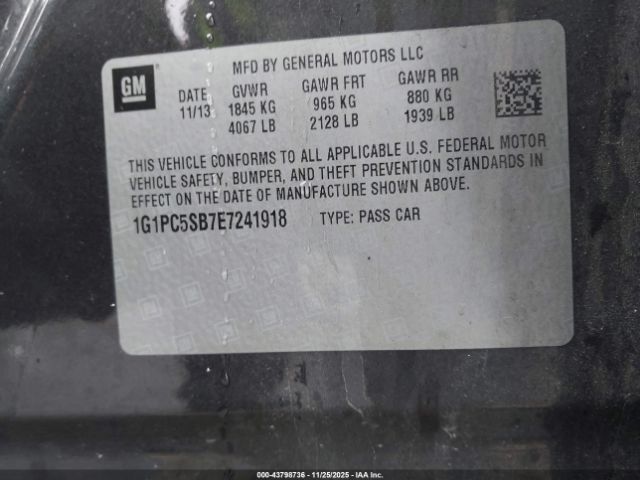 GM
MFD BY GENERAL MOTORS LLC
DATE GVWR GAWR FRT GAWR RR
11/13 1845 KG 965 KG 880 KG
4067 LB 2128 LB 1939 LB
THIS VEHICLE CONFORMS TO ALL APPLICABLE U.S. FEDERAL MOTOR
VEHICLE SAFETY, BUMPER, AND THEFT PREVENTION STANDARDS IN
EFFECT ON THE DATE OF MANUFACTURE SHOWN ABOVE.
1G1PC5SB7E7241918 TYPE: PASS CAR
000-43798736 - 11/25/2025 - IAA, Inc.